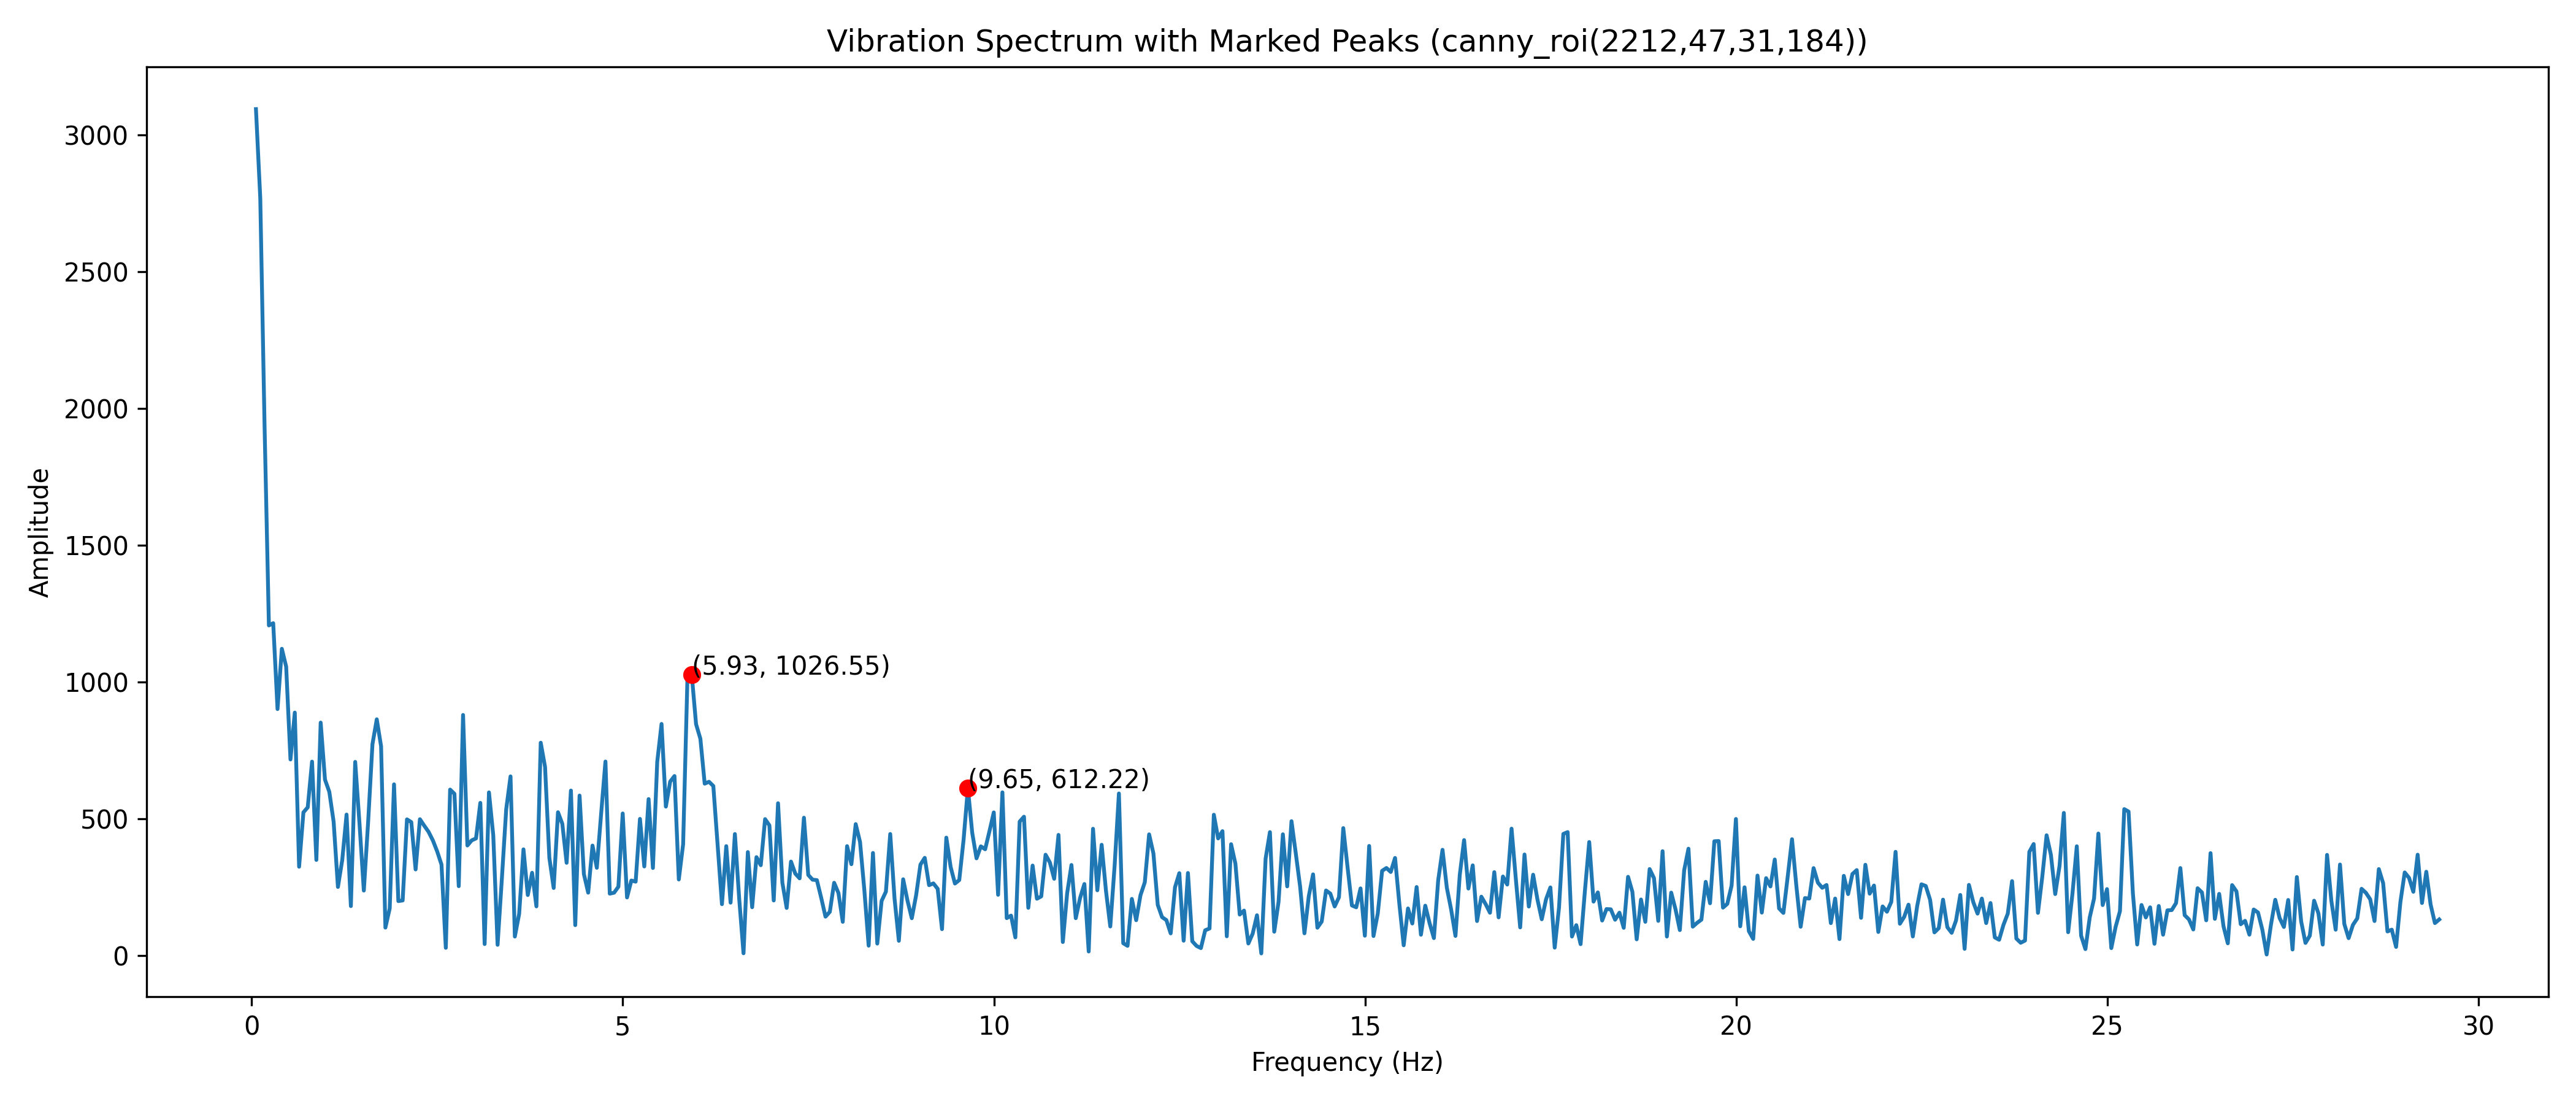 Vibration Spectrum with Marked Peaks (canny_roi(2212,47,31,184))
Amplitude
3000
2500
2000
1500
1000
500
0
(5.93, 1026.55)
(9.65, 612.22)
0 5 10 15 20 25 30
Frequency (Hz)